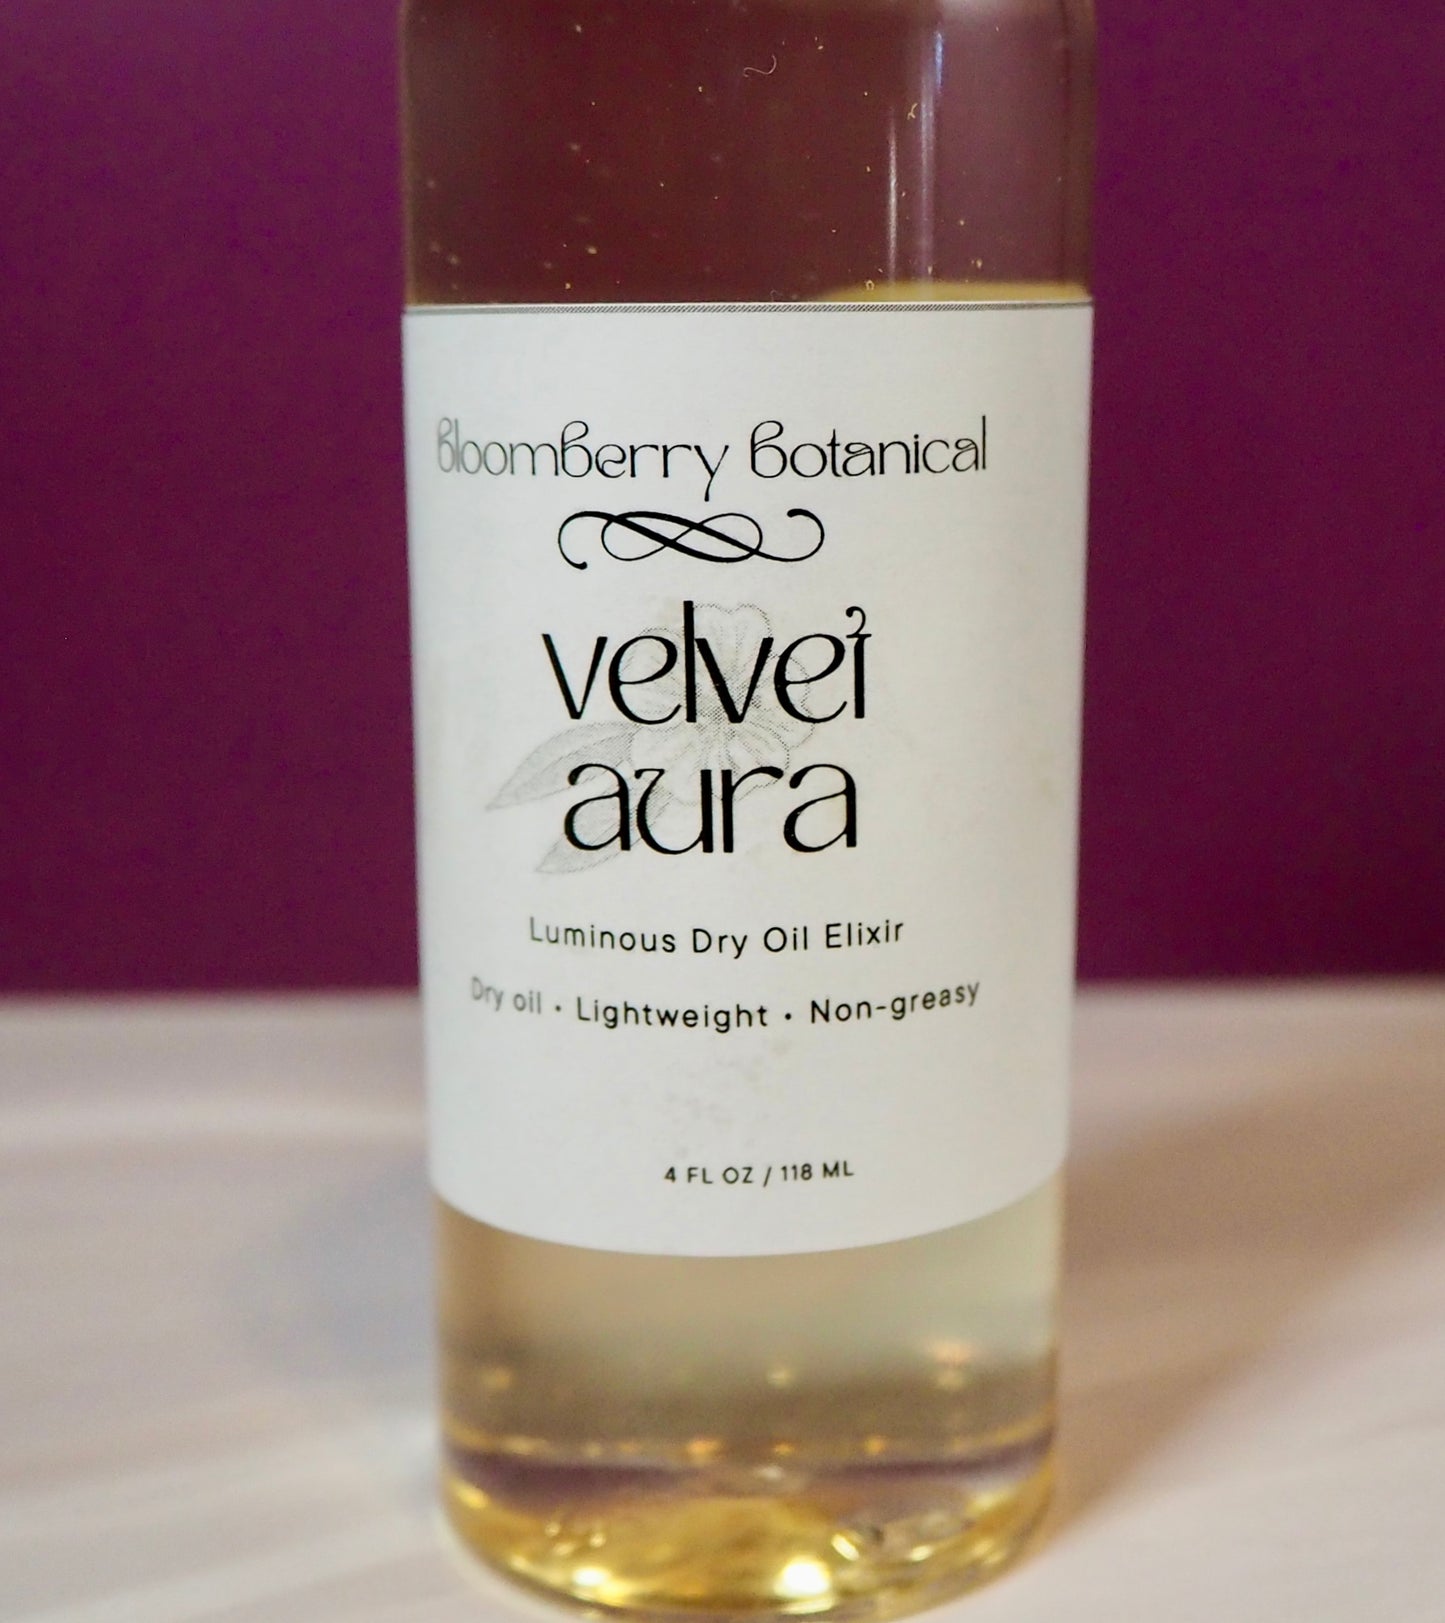 Bloomberry Botanical
velvet
aura
Luminous Dry Oil Elixir
Dry oil • Lightweight • Non-greasy
4 FL OZ / 118 ML